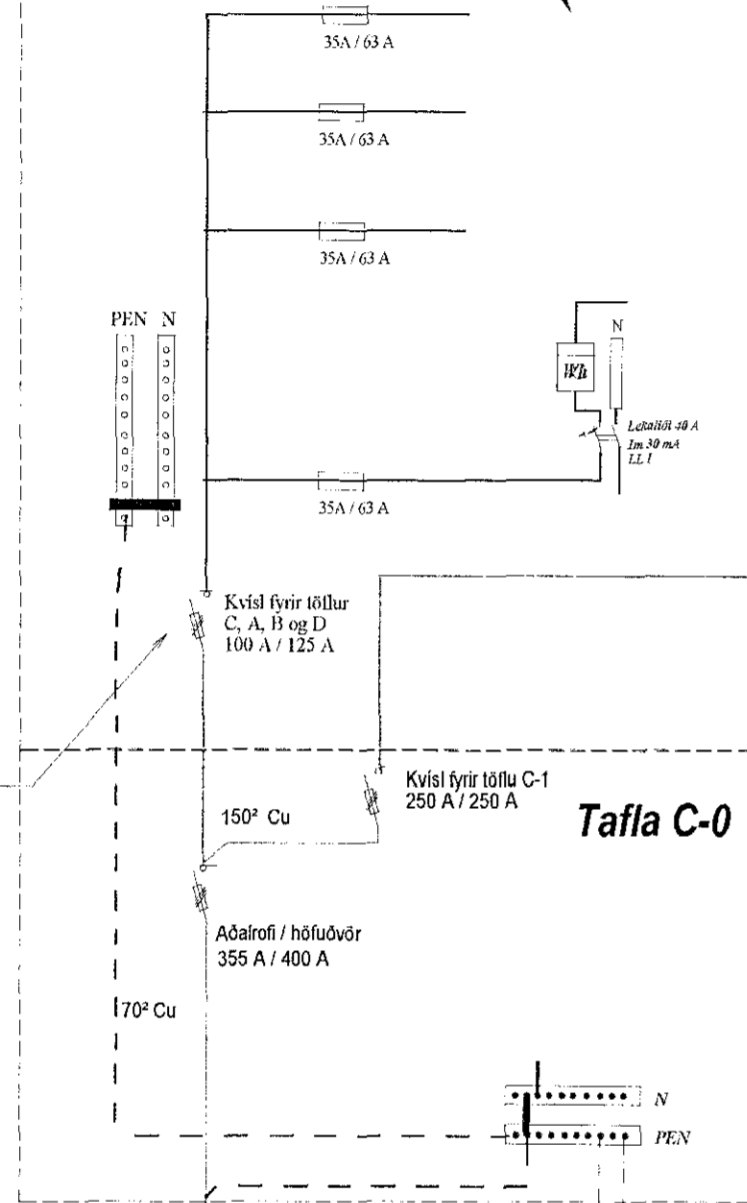 35A / 63 A
35A / 63 A
35A / 63 A
PEN N
N
Wh
Lekaliði 40 A
Im 30 mA
LL 1
35A / 63 A
Kvísl fyrir töflur
C, A, B og D
100 A / 125 A
Kvísl fyrir töflu C-1
250 A / 250 A
Tafla C-0
150² Cu
Aðalrofi / höfuðvör
355 A / 400 A
70² Cu
N
PEN